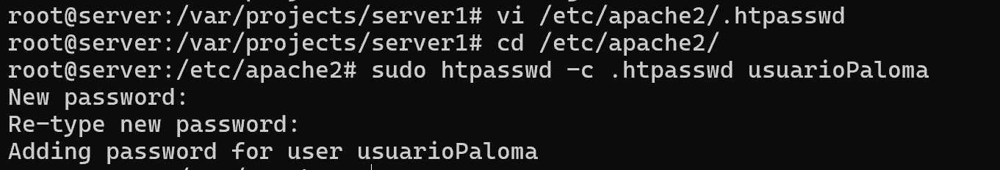 root@server:/var/projects/server1# vi /etc/apache2/.htpasswd
root@server:/var/projects/server1# cd /etc/apache2/
root@server:/etc/apache2# sudo htpasswd -c .htpasswd usuarioPaloma
New password:
Re-type new password:
Adding password for user usuarioPaloma